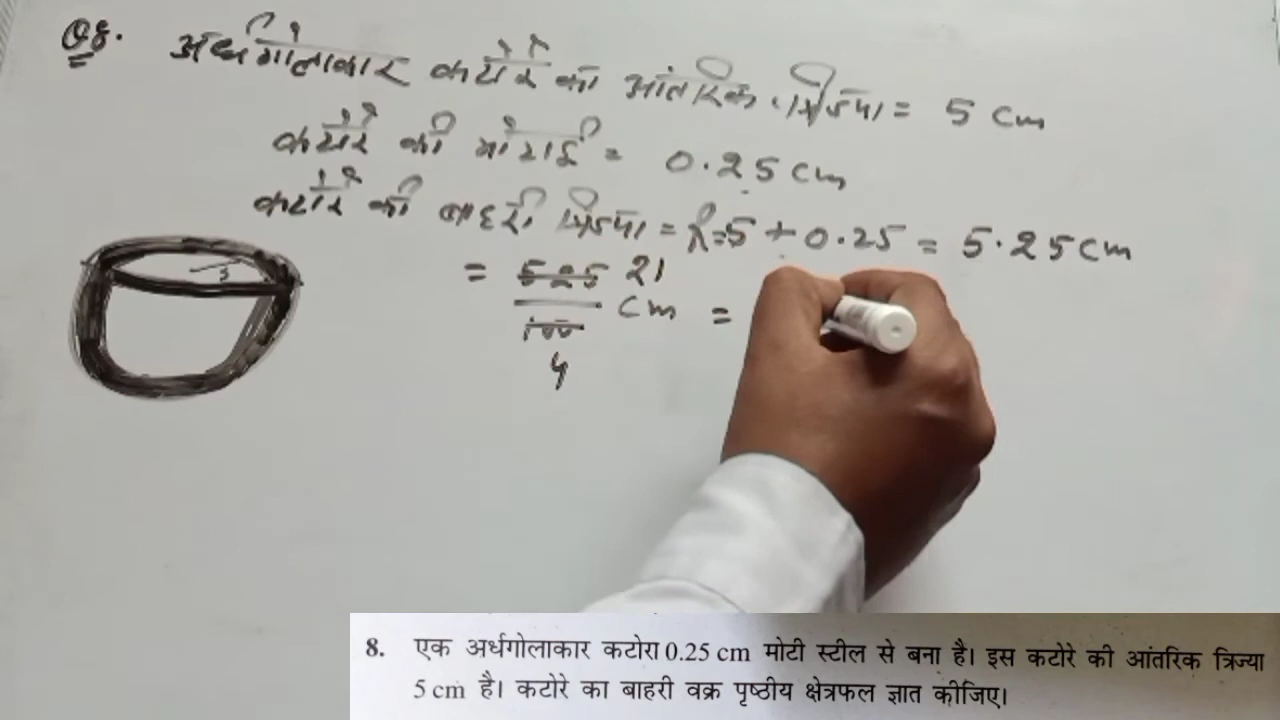 Q8. अर्धगोलाकार कटोरे की आंतरिक त्रिज्या = 5 cm
कटोरे की मोटाई = 0.25 cm
कटोरे की बाहरी त्रिज्या = r = 5 + 0.25 = 5.25 cm
= 525 21
100 cm =
4
8. एक अर्धगोलाकार कटोरा 0.25 cm मोटी स्टील से बना है। इस कटोरे की आंतरिक त्रिज्या
5 cm है। कटोरे का बाहरी वक्र पृष्ठीय क्षेत्रफल ज्ञात कीजिए।